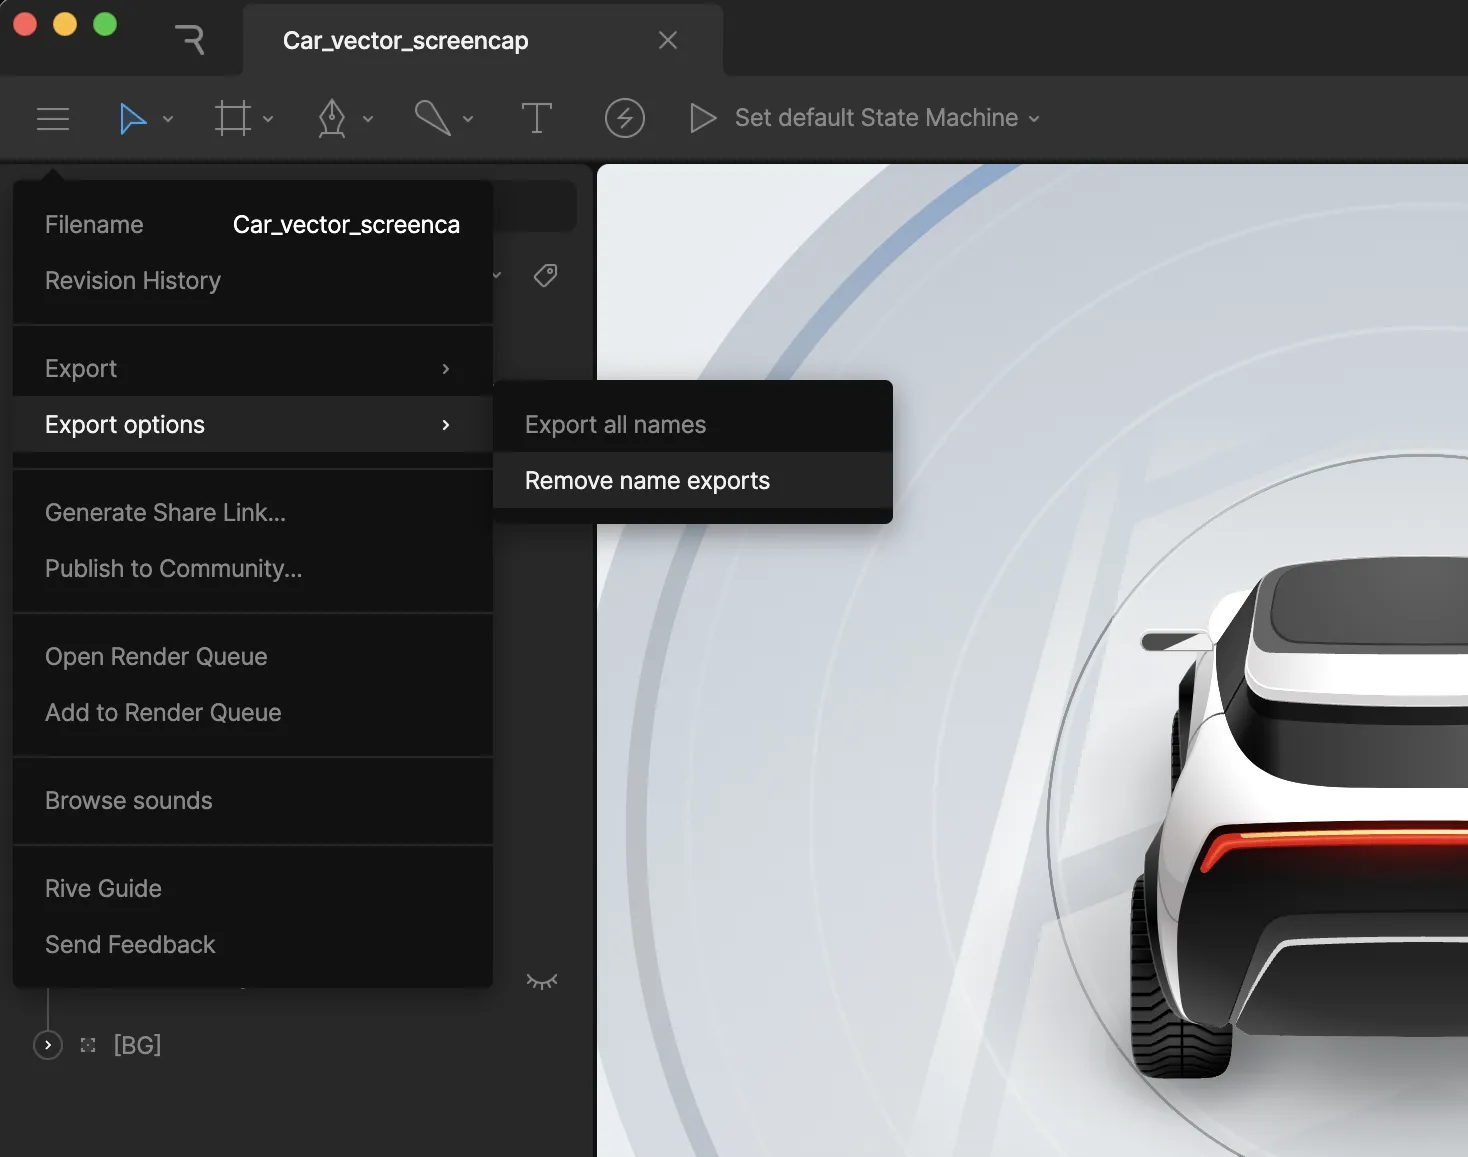 Car_vector_screencap
Set default State Machine
Filename Car_vector_screenca
Revision History
Export
Export options
Export all names
Remove name exports
Generate Share Link...
Publish to Community...
Open Render Queue
Add to Render Queue
Browse sounds
Rive Guide
Send Feedback
[BG]